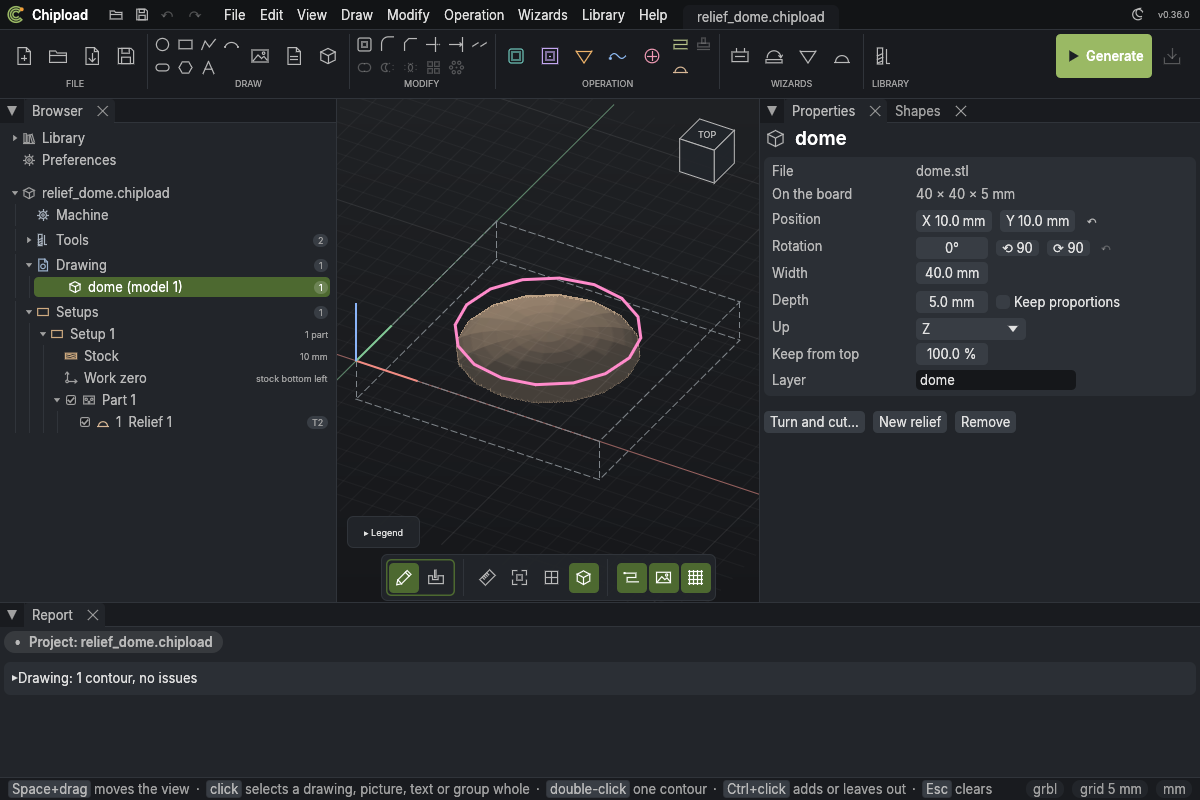 Chipload
File Edit View Draw Modify Operation Wizards Library Help
relief_dome.chipload
v0.36.0
FILE
DRAW
MODIFY
OPERATION
WIZARDS
LIBRARY
Generate
Browser
Library
Preferences
relief_dome.chipload
Machine
Tools 2
Drawing 1
dome (model 1) 1
Setups 1
Setup 1 1 part
Stock 10 mm
Work zero stock bottom left
Part 1
1 Relief 1 T2
TOP
Legend
Properties
Shapes
dome
File dome.stl
On the board 40 × 40 × 5 mm
Position X 10.0 mm Y 10.0 mm
Rotation 0° ⟲ 90 ⟳ 90
Width 40.0 mm
Depth 5.0 mm Keep proportions
Up Z
Keep from top 100.0 %
Layer dome
Turn and cut... New relief Remove
Report
• Project: relief_dome.chipload
Drawing: 1 contour, no issues
Space+drag moves the view · click selects a drawing, picture, text or group whole · double-click one contour · Ctrl+click adds or leaves out · Esc clears
grbl grid 5 mm mm